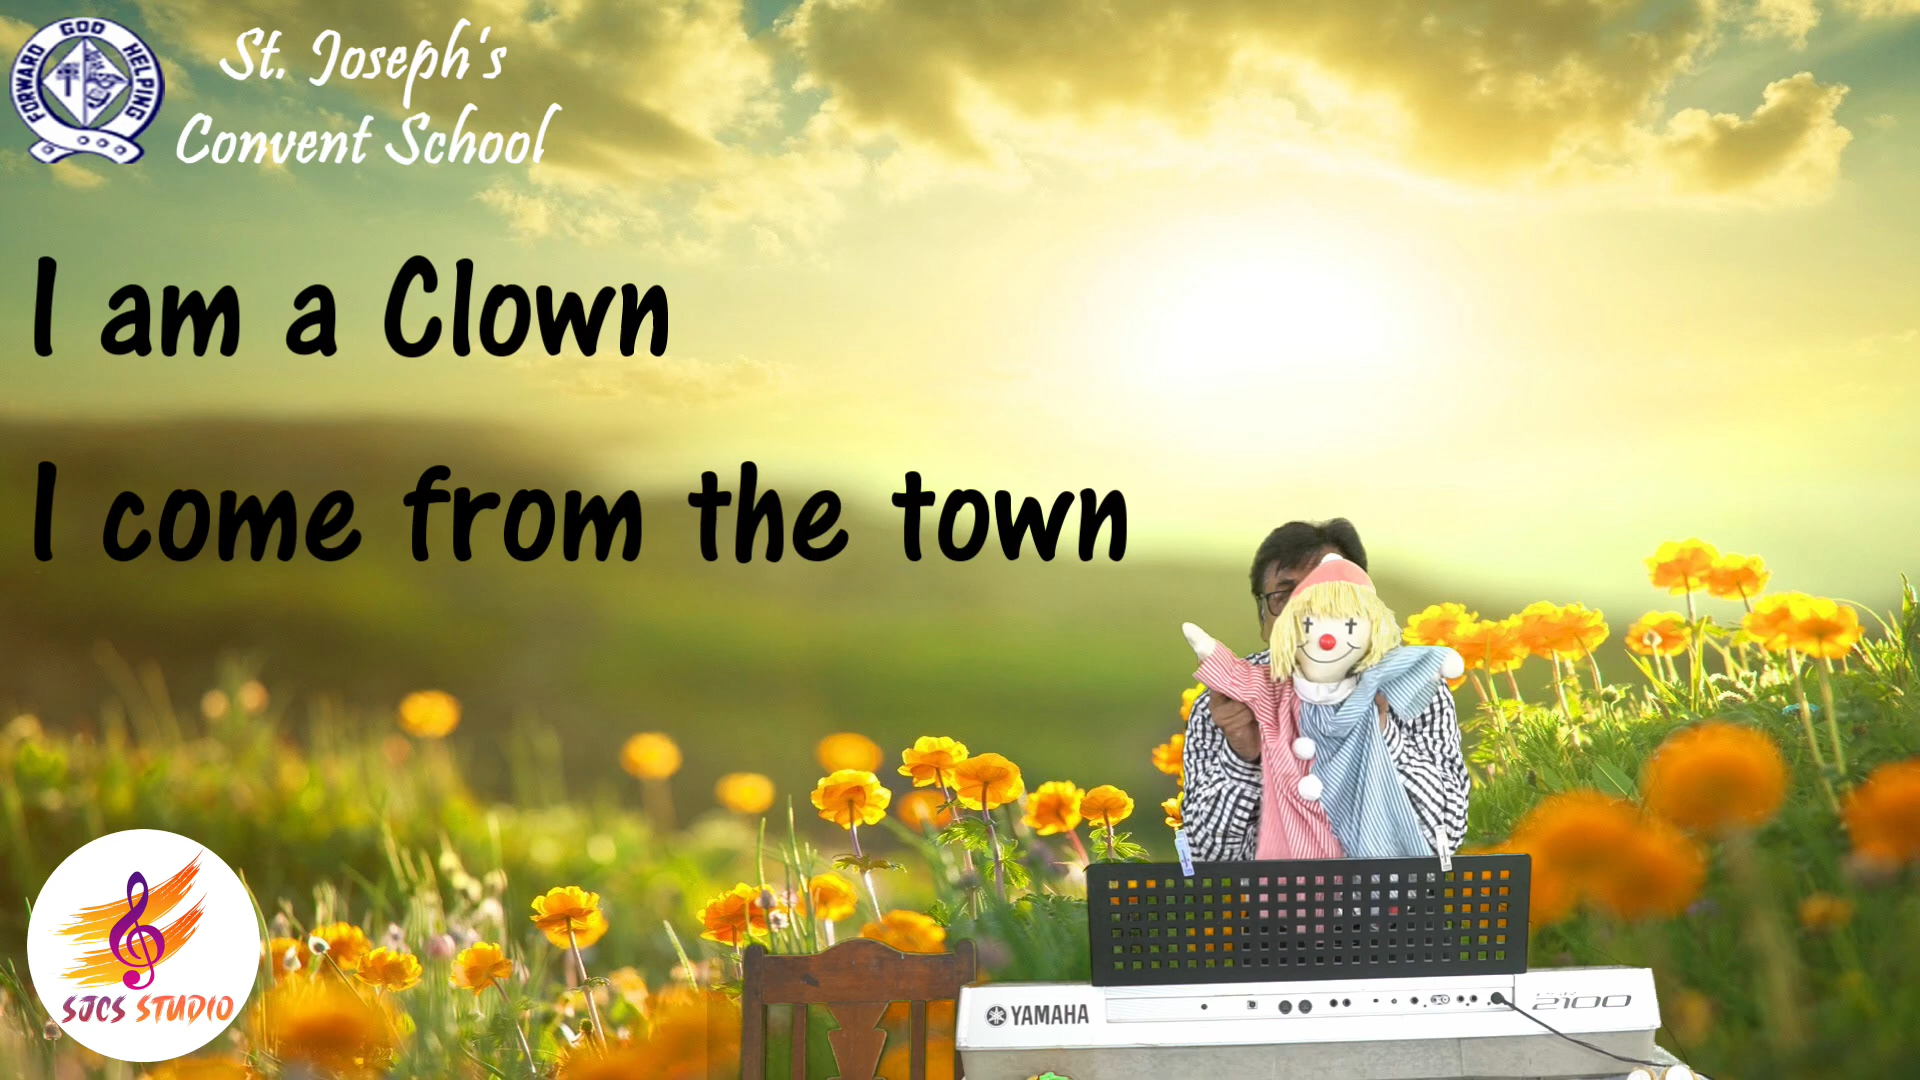 FORWARD GOD HELPING
St. Joseph's
Convent School
I am a Clown
I come from the town
SJCS STUDIO
YAMAHA
2100